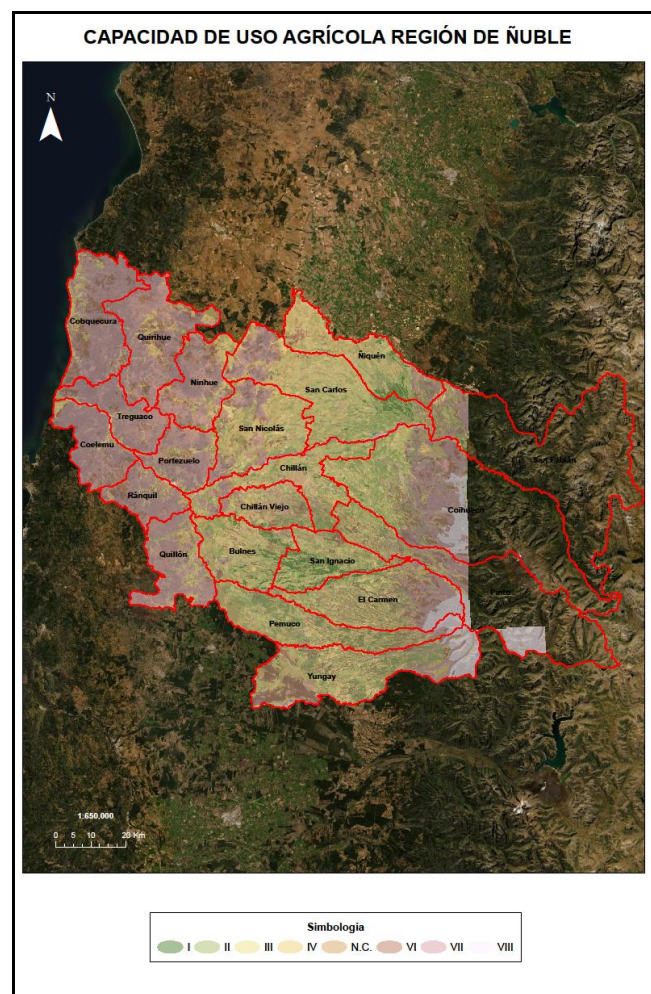 CAPACIDAD DE USO AGRÍCOLA REGIÓN DE ÑUBLE
N
Cobquecura
Quirihue
Ñiquén
Ninhue
San Carlos
Treguaco
San Nicolás
Coelemu
Portezuelo
San Fabián
Chillán
Ránquil
Chillán Viejo
Coihueco
Quillón
Bulnes
San Ignacio
Pinto
El Carmen
Pemuco
Yungay
1:650,000
0 5 10 20 Km
Simbologia
I II III IV N.C. VI VII VIII